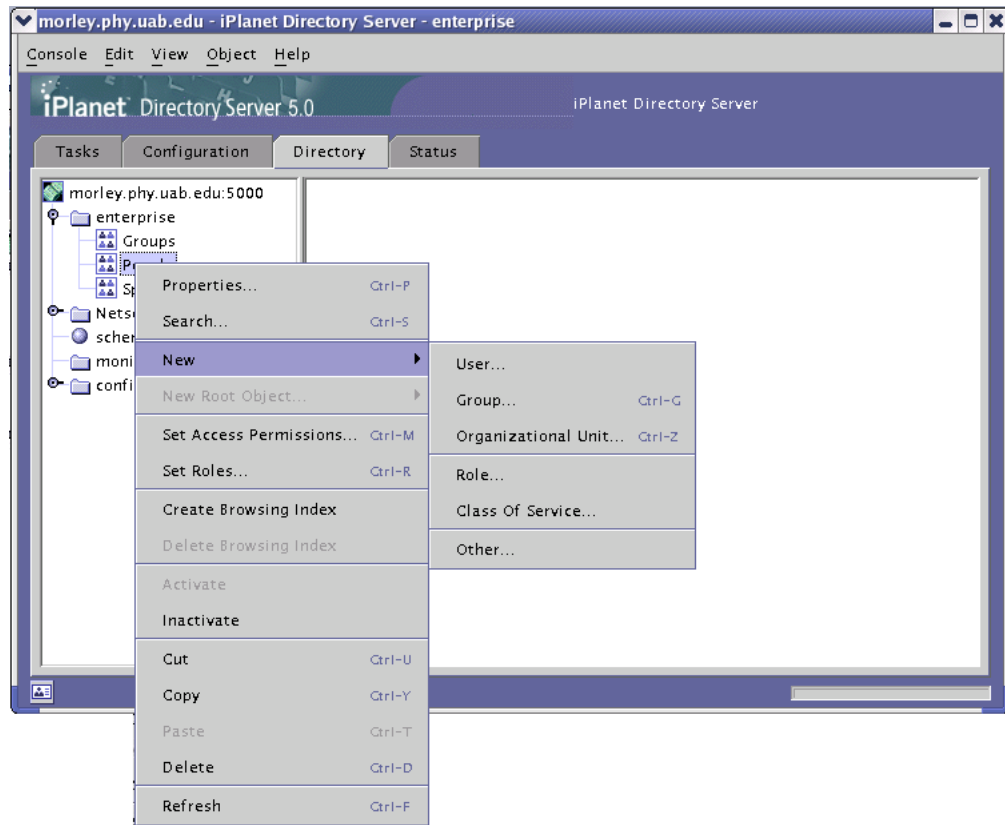 morley.phy.uab.edu - iPlanet Directory Server - enterprise
Console Edit View Object Help
iPlanet Directory Server 5.0
iPlanet Directory Server
Tasks Configuration Directory Status
morley.phy.uab.edu:5000
enterprise
Groups
Properties... Ctrl-P
Search... Ctrl-S
New
New Root Object...
Set Access Permissions... Ctrl-M
Set Roles... Ctrl-R
Create Browsing Index
Delete Browsing Index
Activate
Inactivate
Cut Ctrl-U
Copy Ctrl-Y
Paste Ctrl-T
Delete Ctrl-D
Refresh Ctrl-F
User...
Group... Ctrl-G
Organizational Unit... Ctrl-Z
Role...
Class Of Service...
Other...